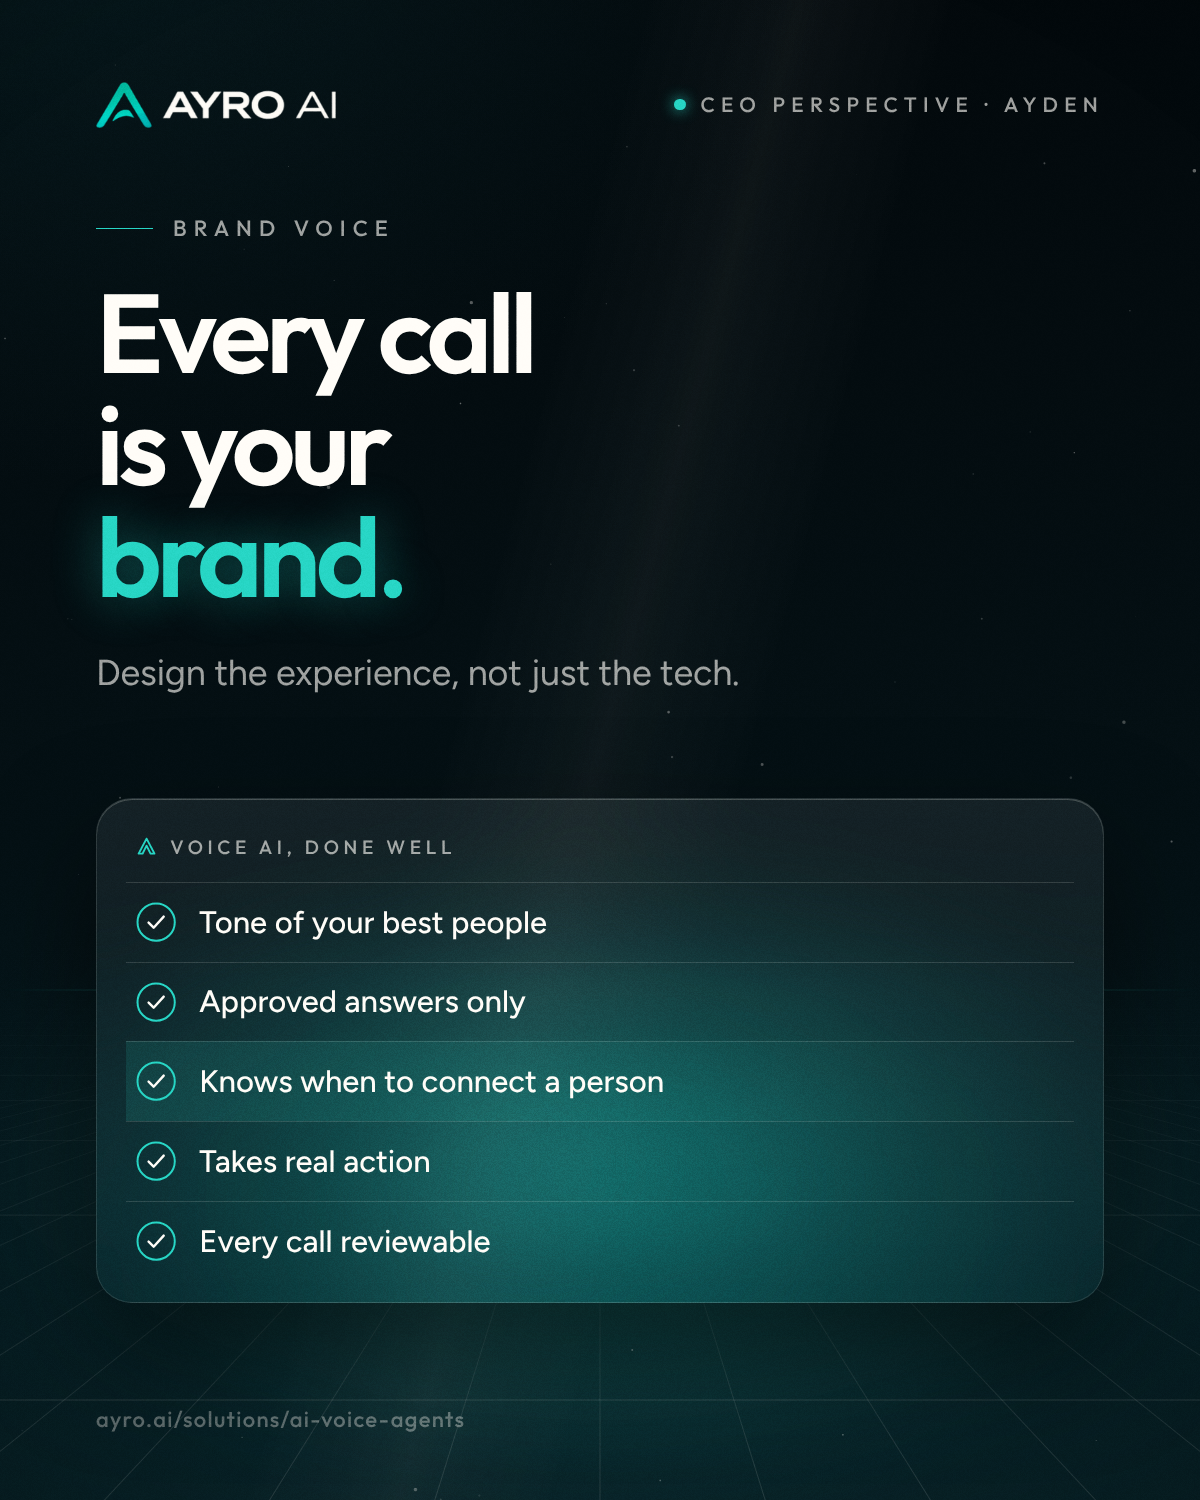 AYRO AI
CEO PERSPECTIVE · AYDEN
BRAND VOICE
Every call
is your
brand.
Design the experience, not just the tech.
VOICE AI, DONE WELL
Tone of your best people
Approved answers only
Knows when to connect a person
Takes real action
Every call reviewable
ayro.ai/solutions/ai-voice-agents